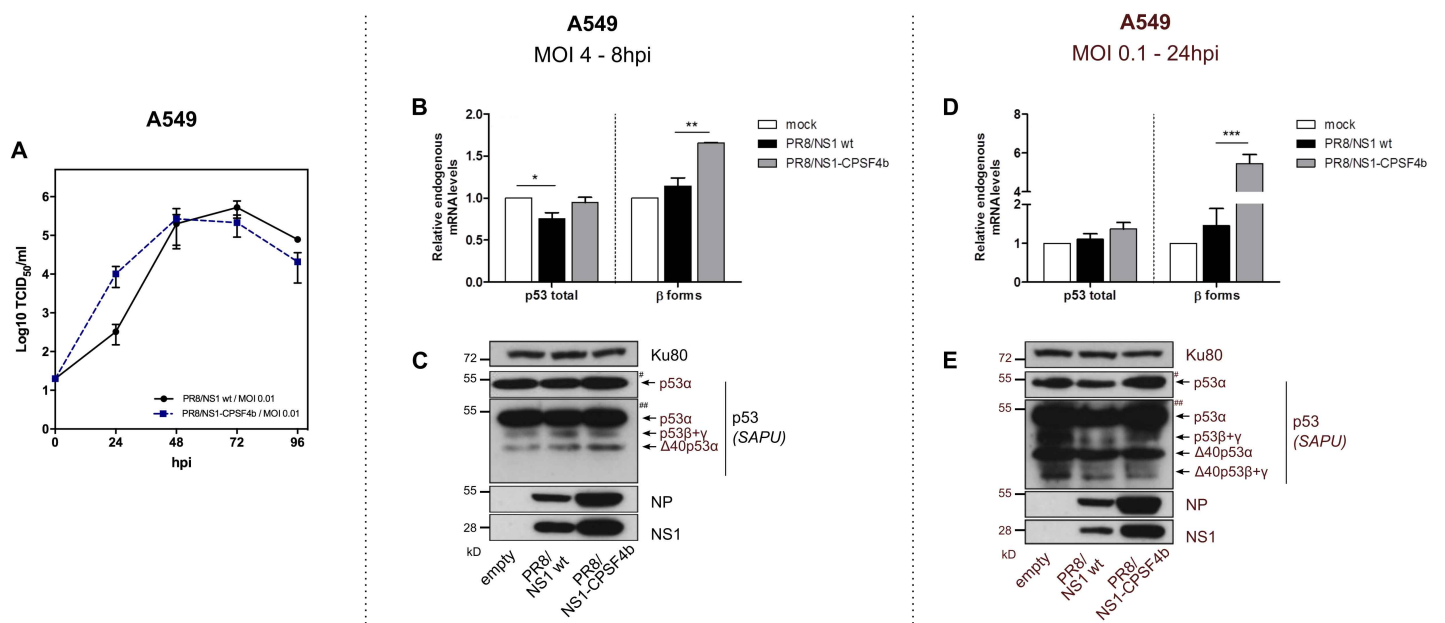 A
A549
Log10 TCID50/ml
6
5
4
3
2
1
0
0 24 48 72 96
hpi
PR8/NS1 wt / MOI 0.01
PR8/NS1-CPSF4b / MOI 0.01
A549
MOI 4 - 8hpi
B
Relative endogenous
mRNA levels
2.0
1.5
1.0
0.5
0.0
*
**
p53 total
β forms
mock
PR8/NS1 wt
PR8/NS1-CPSF4b
C
72
Ku80
55
#
p53α
55
##
p53α
p53β+γ
Δ40p53α
p53
(SAPU)
55
NP
28
NS1
kD
empty
PR8/
NS1 wt
PR8/
NS1-CPSF4b
A549
MOI 0.1 - 24hpi
D
Relative endogenous
mRNA levels
8
6
4
2
2
1
0
***
p53 total
β forms
mock
PR8/NS1 wt
PR8/NS1-CPSF4b
E
72
Ku80
55
#
p53α
55
##
p53α
p53β+γ
Δ40p53α
Δ40p53β+γ
p53
(SAPU)
55
NP
28
NS1
kD
empty
PR8/
NS1 wt
PR8/
NS1-CPSF4b